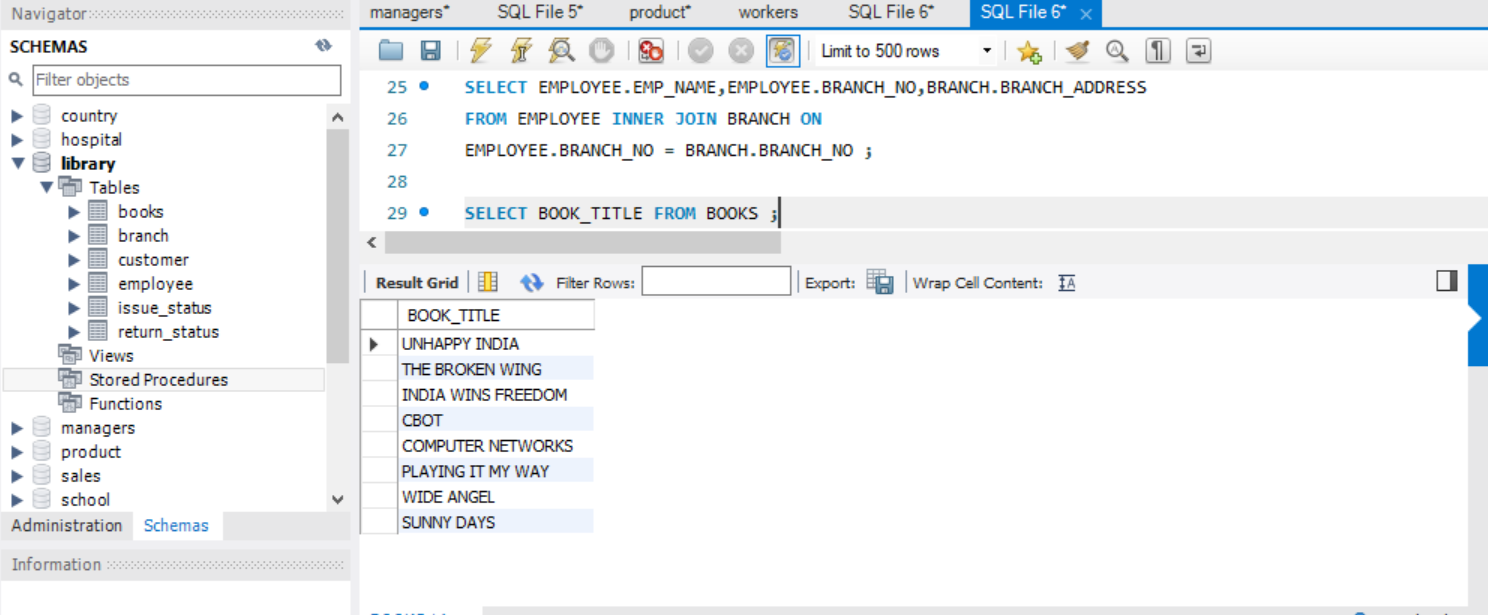 Navigator
managers* SQL File 5* product* workers SQL File 6* SQL File 6*
SCHEMAS
Limit to 500 rows
Filter objects
country
hospital
library
Tables
books
branch
customer
employee
issue_status
return_status
Views
Stored Procedures
Functions
managers
product
sales
school
Administration Schemas
Information
25 SELECT EMPLOYEE.EMP_NAME,EMPLOYEE.BRANCH_NO,BRANCH.BRANCH_ADDRESS
26 FROM EMPLOYEE INNER JOIN BRANCH ON
27 EMPLOYEE.BRANCH_NO = BRANCH.BRANCH_NO ;
28
29 SELECT BOOK_TITLE FROM BOOKS ;
Result Grid Filter Rows: Export: Wrap Cell Content:
BOOK_TITLE
UNHAPPY INDIA
THE BROKEN WING
INDIA WINS FREEDOM
CBOT
COMPUTER NETWORKS
PLAYING IT MY WAY
WIDE ANGEL
SUNNY DAYS